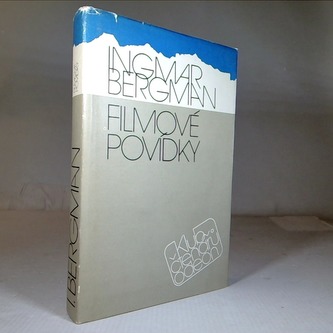 INGMAR
BERGMAN
FILMOVÉ
POVÍDKY
I. BERGMAN